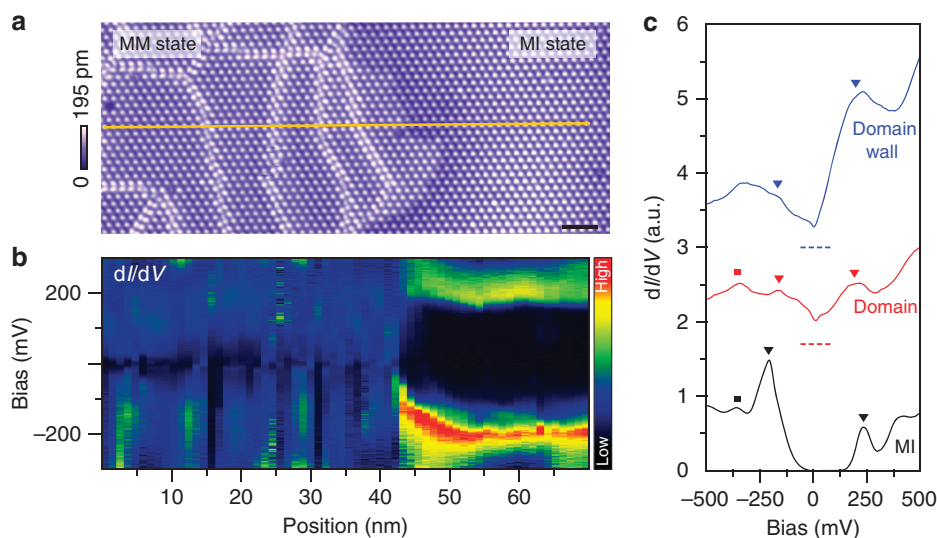 a
MM state
MI state
0 195 pm
b
dI/dV
High
Low
200
0
−200
Bias (mV)
10 20 30 40 50 60
Position (nm)
c
6
5
4
3
2
1
0
dI/dV (a.u.)
Domain
wall
Domain
MI
−500 −250 0 250 500
Bias (mV)